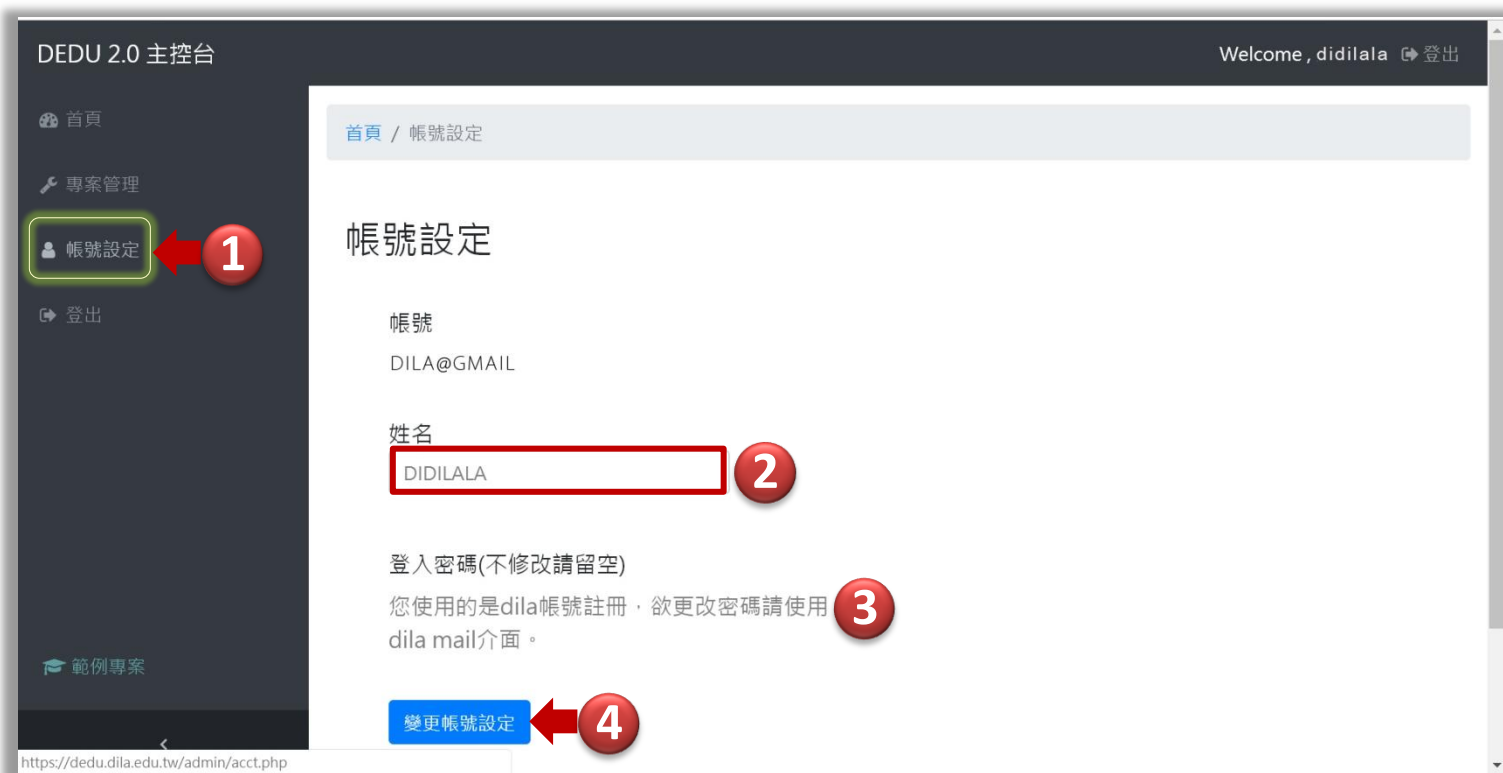 DEDU 2.0 主控台
Welcome , didilala 登出
首頁
專案管理
帳號設定
1
登出
範例專案
首頁 / 帳號設定
帳號設定
帳號
DILA@GMAIL
姓名
DIDILALA
2
登入密碼(不修改請留空)
您使用的是dila帳號註冊，欲更改密碼請使用
dila mail介面。
3
變更帳號設定
4
https://dedu.dila.edu.tw/admin/acct.php